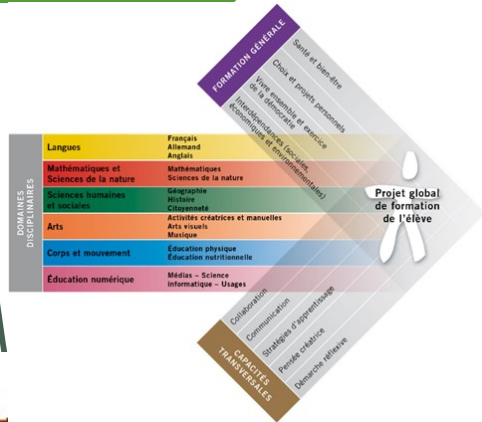 FORMATION GÉNÉRALE
Santé et bien-être
Choix et projets personnels
Vivre ensemble et exercice
de la démocratie
Interdépendances (sociales,
économiques et environnementales)
DOMAINES
DISCIPLINAIRES
Langues
Français
Allemand
Anglais
Mathématiques et
Sciences de la nature
Mathématiques
Sciences de la nature
Sciences humaines
et sociales
Géographie
Histoire
Citoyenneté
Arts
Activités créatrices et manuelles
Arts visuels
Musique
Corps et mouvement
Éducation physique
Éducation nutritionnelle
Éducation numérique
Médias – Science
Informatique – Usages
Projet global
de formation
de l'élève
Collaboration
Communication
Stratégies d'apprentissage
Pensée créatrice
Démarche réflexive
CAPACITÉS
TRANSVERSALES